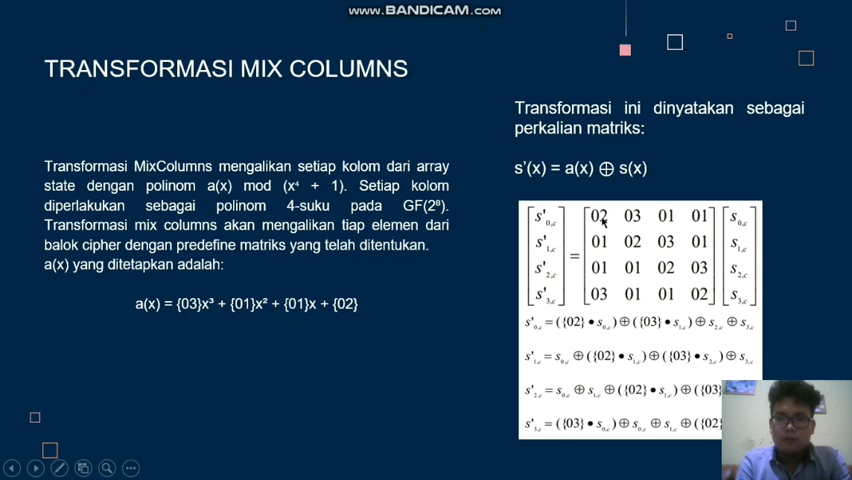 WWW.BANDICAM.COM
TRANSFORMASI MIX COLUMNS
Transformasi MixColumns mengalikan setiap kolom dari array
state dengan polinom a(x) mod (x⁴ + 1). Setiap kolom
diperlakukan sebagai polinom 4-suku pada GF(2⁸).
Transformasi mix columns akan mengalikan tiap elemen dari
balok cipher dengan predefine matriks yang telah ditentukan.
a(x) yang ditetapkan adalah:
a(x) = {03}x³ + {01}x² + {01}x + {02}
Transformasi ini dinyatakan sebagai
perkalian matriks:
s'(x) = a(x) ⊕ s(x)
s'0,c 02 03 01 01 s0,c
s'1,c 01 02 03 01 s1,c
=
s'2,c 01 01 02 03 s2,c
s'3,c 03 01 01 02 s3,c
s'0,c = ({02} • s0,c) ⊕ ({03} • s1,c) ⊕ s2,c ⊕ s3,c
s'1,c = s0,c ⊕ ({02} • s1,c) ⊕ ({03} • s2,c) ⊕ s3,c
s'2,c = s0,c ⊕ s1,c ⊕ ({02} • s1,c) ⊕ ({03}
s'3,c = ({03} • s0,c) ⊕ s0,c ⊕ s1,c ⊕ ({02}